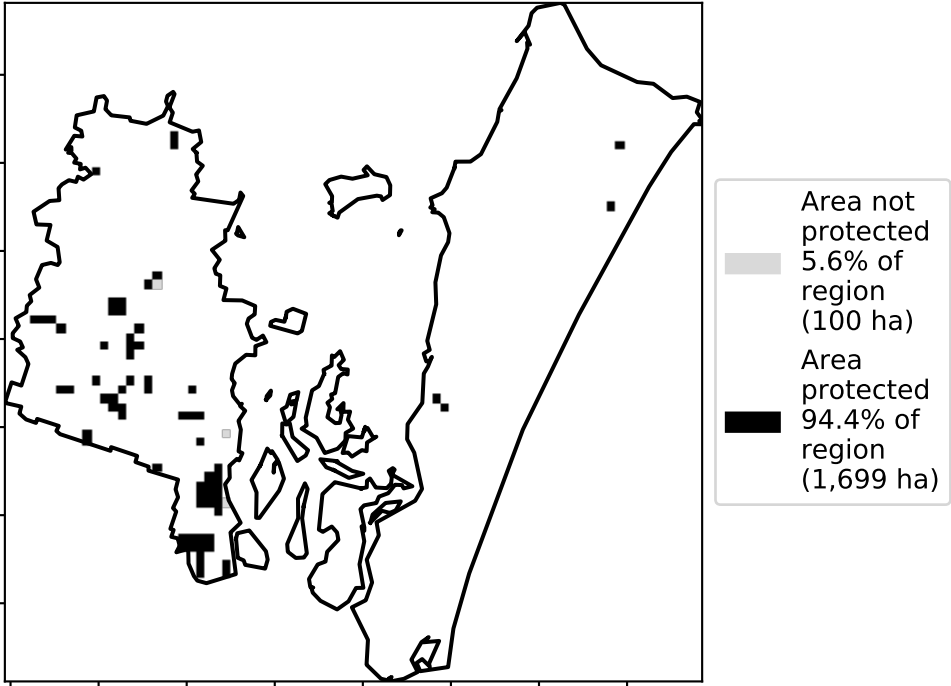 Area not
protected
5.6% of
region
(100 ha)
Area
protected
94.4% of
region
(1,699 ha)